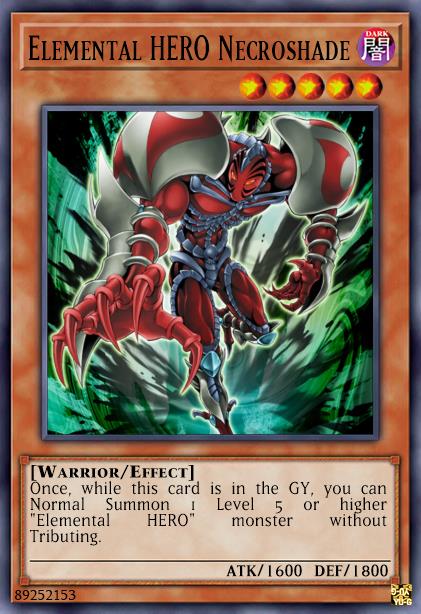 ELEMENTAL HERO NECROSHADE
DARK
闇
[WARRIOR/EFFECT]
Once, while this card is in the GY, you can
Normal Summon 1 Level 5 or higher
"Elemental HERO" monster without
Tributing.
ATK/1600 DEF/1800
89252153